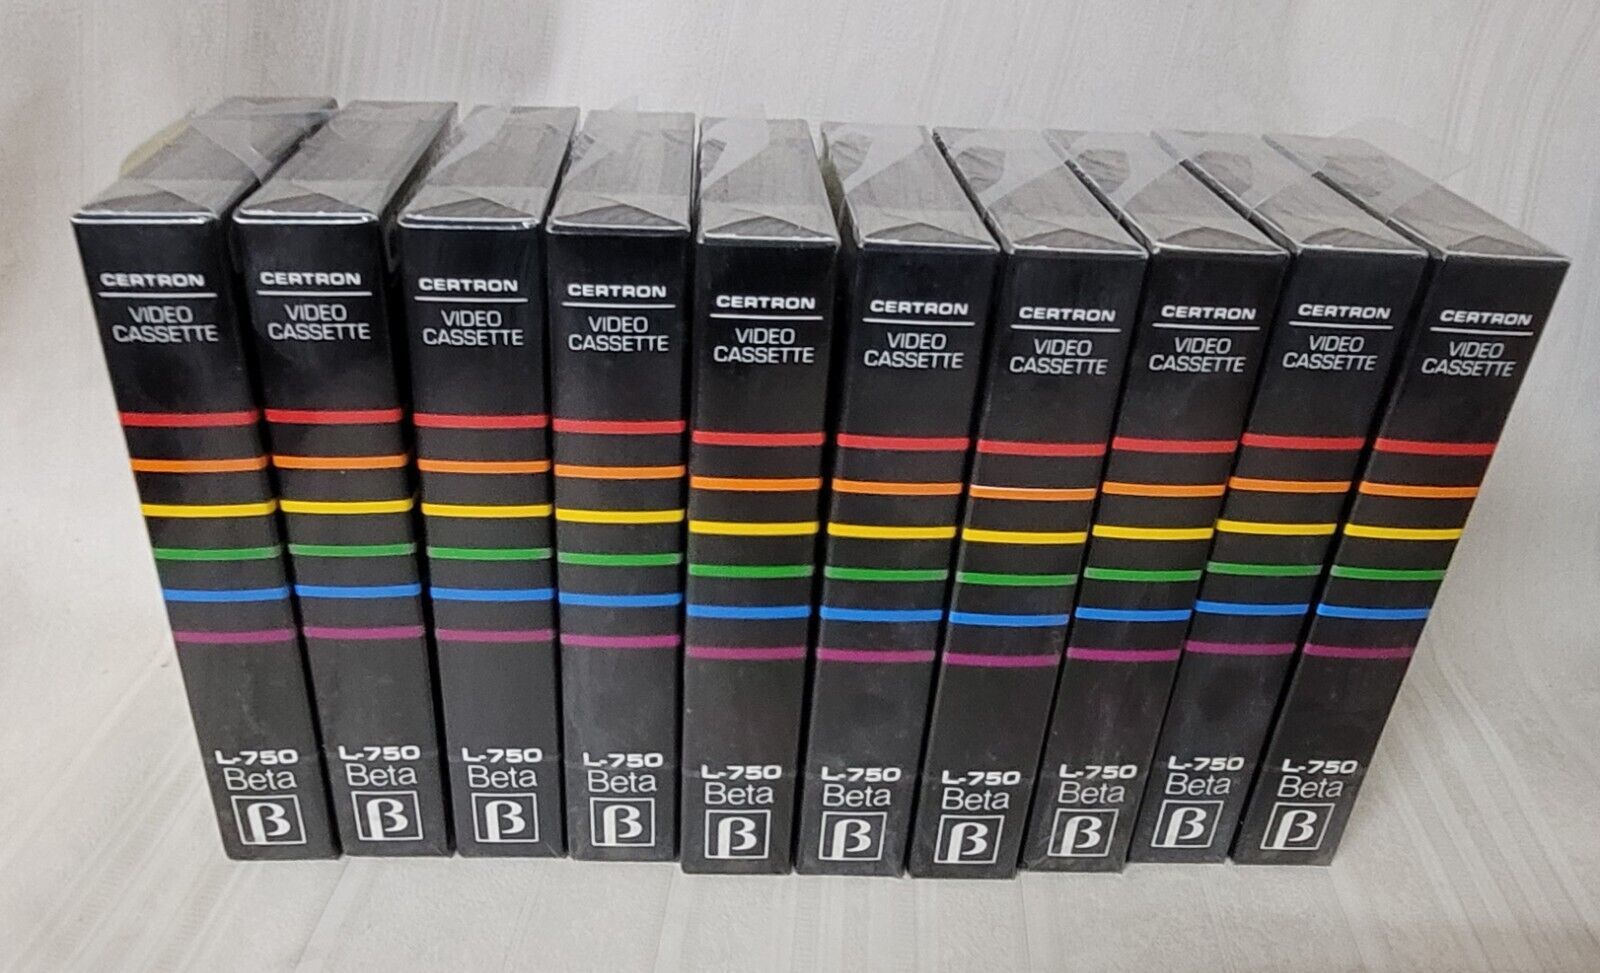 CERTRON
VIDEO
CASSETTE
L-750
Beta
β
CERTRON
VIDEO
CASSETTE
L-750
Beta
β
CERTRON
VIDEO
CASSETTE
L-750
Beta
β
CERTRON
VIDEO
CASSETTE
L-750
Beta
β
CERTRON
VIDEO
CASSETTE
L-750
Beta
β
CERTRON
VIDEO
CASSETTE
L-750
Beta
β
CERTRON
VIDEO
CASSETTE
L-750
Beta
β
CERTRON
VIDEO
CASSETTE
L-750
Beta
β
CERTRON
VIDEO
CASSETTE
L-750
Beta
β
CERTRON
VIDEO
CASSETTE
L-750
Beta
β